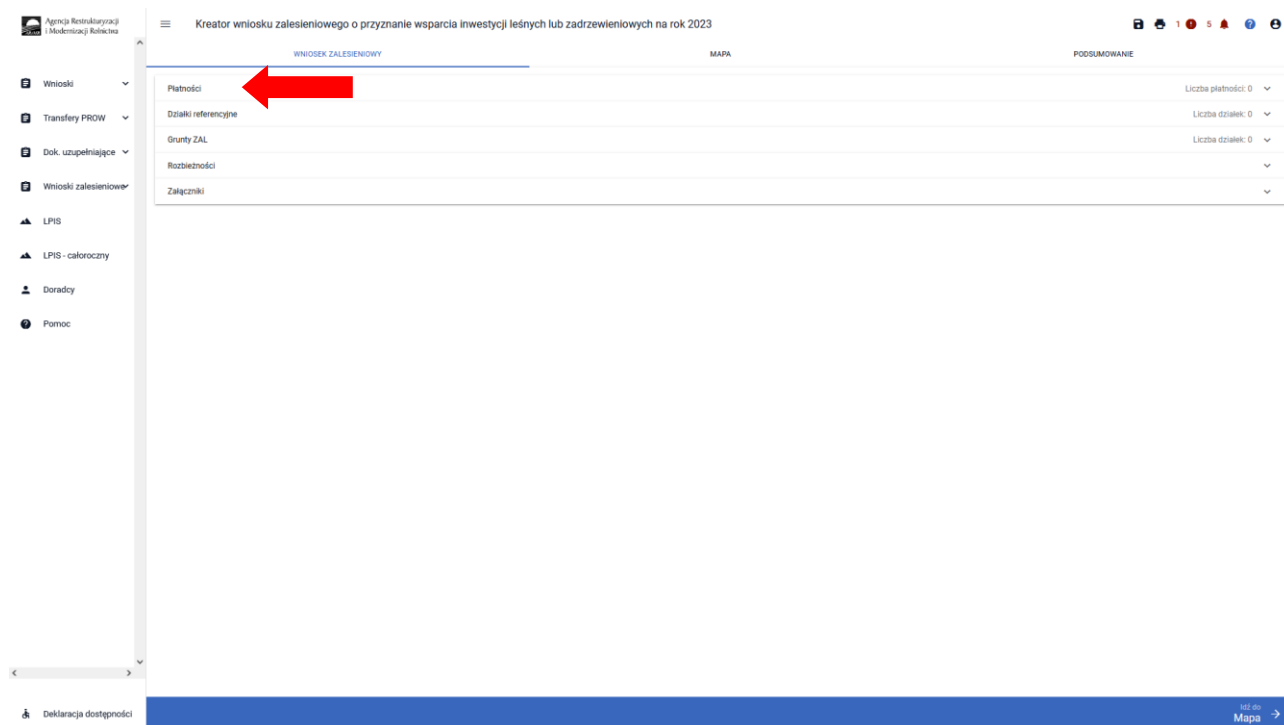 Agencja Restrukturyzacji
i Modernizacji Rolnictwa
Kreator wniosku zalesieniowego o przyznanie wsparcia inwestycji leśnych lub zadrzewieniowych na rok 2023
1 5
WNIOSEK ZALESIENIOWY MAPA PODSUMOWANIE
Wnioski
Transfery PROW
Dok. uzupełniające
Wnioski zalesieniowe
LPIS
LPIS - całoroczny
Doradcy
Pomoc
Płatności Liczba płatności: 0
Działki referencyjne Liczba działek: 0
Grunty ZAL Liczba działek: 0
Rozbieżności
Załączniki
Deklaracja dostępności
Idź do
Mapa